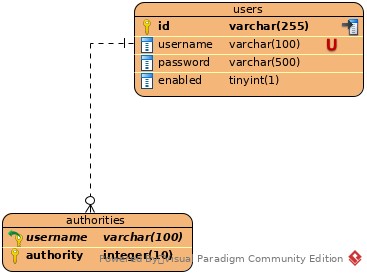 users
id varchar(255)
username varchar(100) U
password varchar(500)
enabled tinyint(1)
authorities
username varchar(100)
authority integer(10)
Powered By Visual Paradigm Community Edition